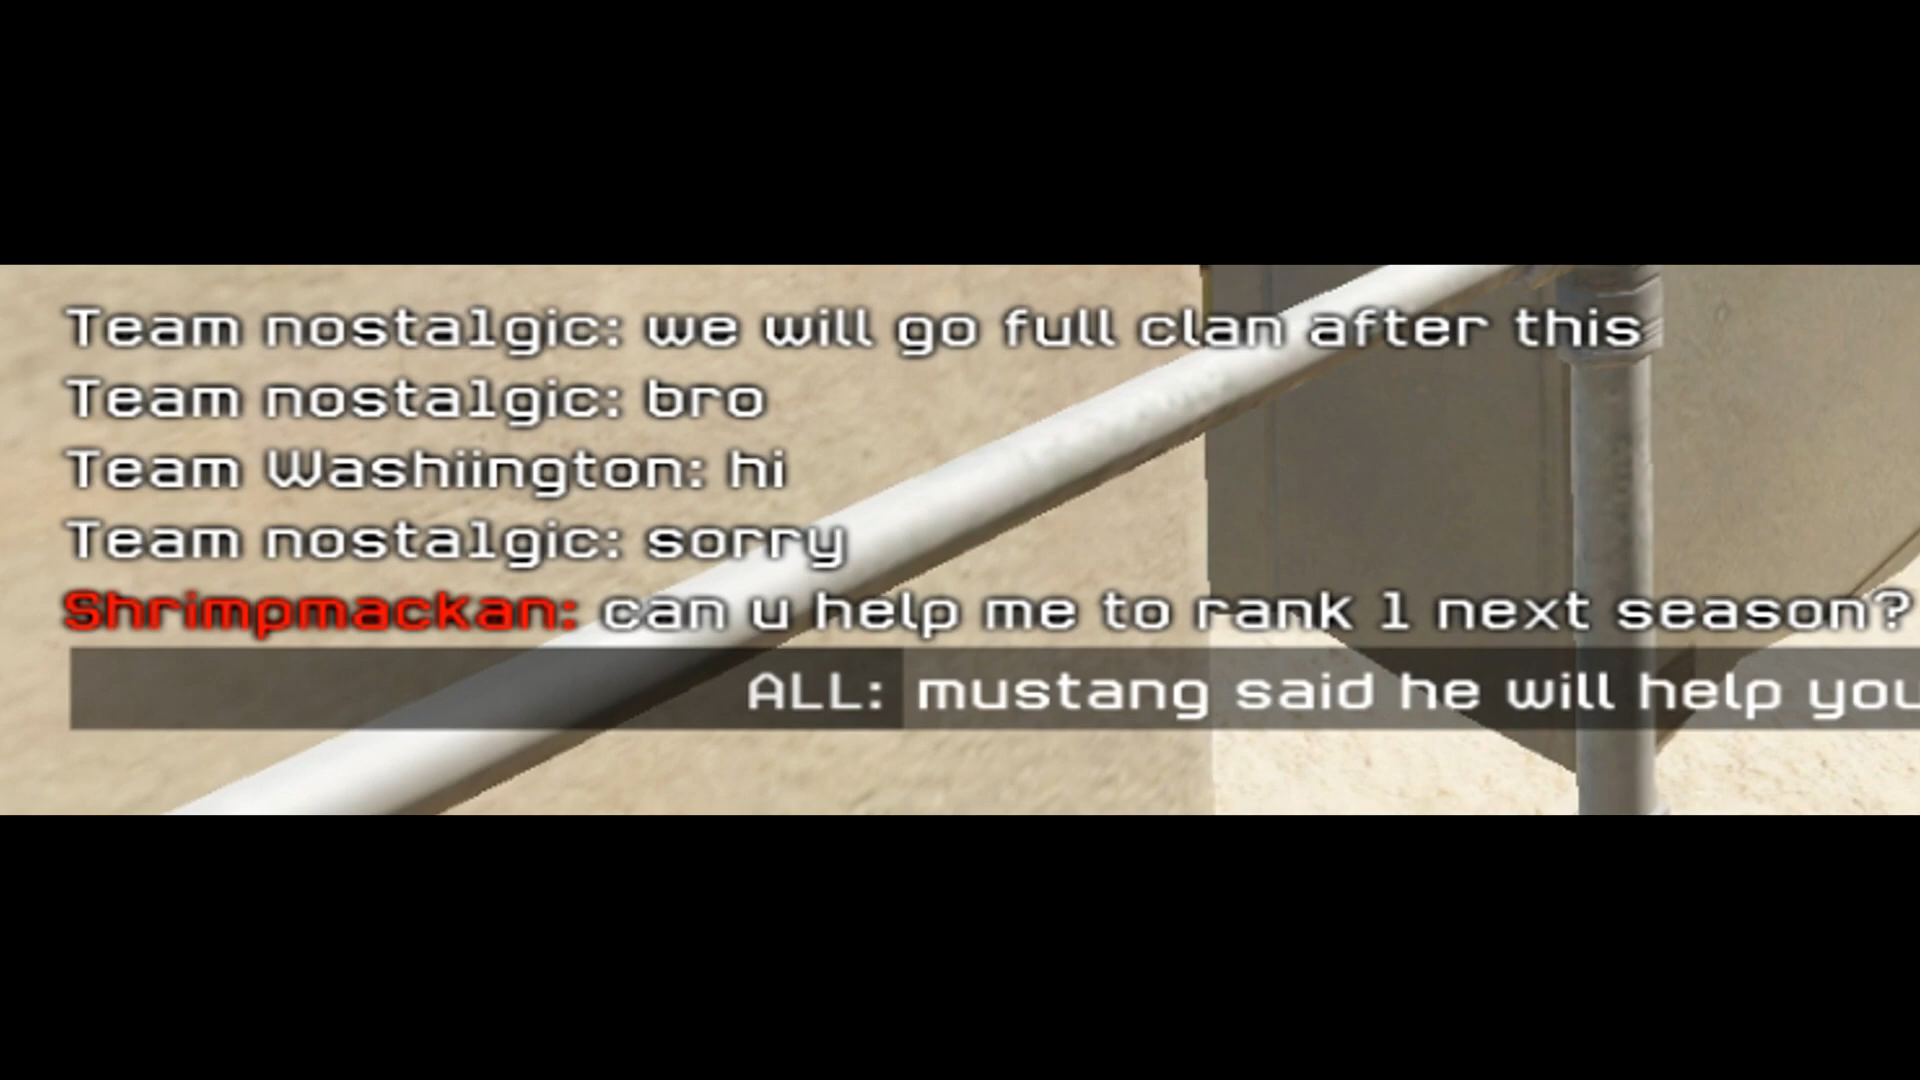 Team nostalgic: we will go full clan after this
Team nostalgic: bro
Team Washiington: hi
Team nostalgic: sorry
Shrimpmackan: can u help me to rank 1 next season?
ALL: mustang said he will help you